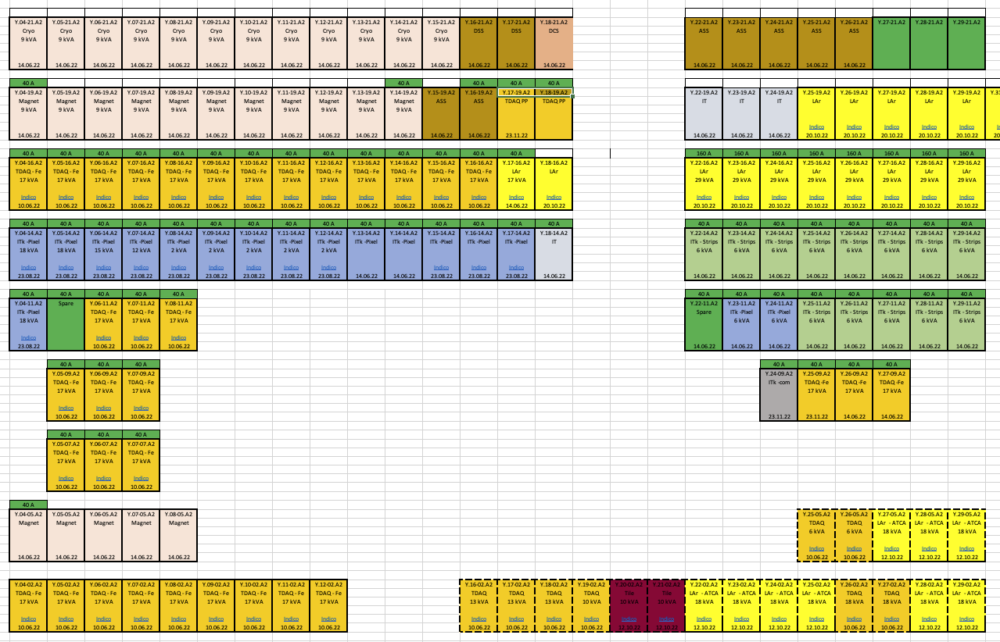 Y.04-21.A2 Y.05-21.A2 Y.06-21.A2 Y.07-21.A2 Y.08-21.A2 Y.09-21.A2 Y.10-21.A2 Y.11-21.A2 Y.12-21.A2 Y.13-21.A2 Y.14-21.A2 Y.15-21.A2 Y.16-21.A2 Y.17-21.A2 Y.18-21.A2 Y.22-21.A2 Y.23-21.A2 Y.24-21.A2 Y.25-21.A2 Y.26-21.A2 Y.27-21.A2 Y.28-21.A2 Y.29-21.A2
Cryo Cryo Cryo Cryo Cryo Cryo Cryo Cryo Cryo Cryo Cryo Cryo DSS DSS DCS ASS ASS ASS ASS ASS
9 kVA 9 kVA 9 kVA 9 kVA 9 kVA 9 kVA 9 kVA 9 kVA 9 kVA 9 kVA 9 kVA 9 kVA
14.06.22 14.06.22 14.06.22 14.06.22 14.06.22 14.06.22 14.06.22 14.06.22 14.06.22 14.06.22 14.06.22 14.06.22 14.06.22 14.06.22 14.06.22 14.06.22 14.06.22 14.06.22 14.06.22 14.06.22
40 A 40 A 40 A 40 A 40 A
Y.04-19.A2 Y.05-19.A2 Y.06-19.A2 Y.07-19.A2 Y.08-19.A2 Y.09-19.A2 Y.10-19.A2 Y.11-19.A2 Y.12-19.A2 Y.13-19.A2 Y.14-19.A2 Y.15-19.A2 Y.16-19.A2 Y.17-19.A2 Y.18-19.A2 Y.22-19.A2 Y.23-19.A2 Y.24-19.A2 Y.25-19.A2 Y.26-19.A2 Y.27-19.A2 Y.28-19.A2 Y.29-19.A2
Magnet Magnet Magnet Magnet Magnet Magnet Magnet Magnet Magnet Magnet Magnet ASS ASS TDAQ PP TDAQ PP IT IT IT LAr LAr LAr LAr LAr
9 kVA 9 kVA 9 kVA 9 kVA 9 kVA 9 kVA 9 kVA 9 kVA 9 kVA 9 kVA 9 kVA
Indico Indico Indico Indico Indico
14.06.22 14.06.22 14.06.22 14.06.22 14.06.22 14.06.22 14.06.22 14.06.22 14.06.22 14.06.22 14.06.22 14.06.22 14.06.22 23.11.22 14.06.22 14.06.22 14.06.22 20.10.22 20.10.22 20.10.22 20.10.22 20.10.22
40 A 40 A 40 A 40 A 40 A 40 A 40 A 40 A 40 A 40 A 40 A 40 A 40 A 40 A 160 A 160 A 160 A 160 A 160 A 160 A 160 A 160 A
Y.04-16.A2 Y.05-16.A2 Y.06-16.A2 Y.07-16.A2 Y.08-16.A2 Y.09-16.A2 Y.10-16.A2 Y.11-16.A2 Y.12-16.A2 Y.13-16.A2 Y.14-16.A2 Y.15-16.A2 Y.16-16.A2 Y.17-16.A2 Y.18-16.A2 Y.22-16.A2 Y.23-16.A2 Y.24-16.A2 Y.25-16.A2 Y.26-16.A2 Y.27-16.A2 Y.28-16.A2 Y.29-16.A2
TDAQ - Fe TDAQ - Fe TDAQ - Fe TDAQ - Fe TDAQ - Fe TDAQ - Fe TDAQ - Fe TDAQ - Fe TDAQ - Fe TDAQ - Fe TDAQ - Fe TDAQ - Fe TDAQ - Fe LAr LAr LAr LAr LAr LAr LAr LAr LAr LAr
17 kVA 17 kVA 17 kVA 17 kVA 17 kVA 17 kVA 17 kVA 17 kVA 17 kVA 17 kVA 17 kVA 17 kVA 17 kVA 17 kVA 29 kVA 29 kVA 29 kVA 29 kVA 29 kVA 29 kVA 29 kVA 29 kVA
Indico Indico Indico Indico Indico Indico Indico Indico Indico Indico Indico Indico Indico Indico Indico Indico Indico Indico Indico Indico Indico Indico
10.06.22 10.06.22 10.06.22 10.06.22 10.06.22 10.06.22 10.06.22 10.06.22 10.06.22 10.06.22 10.06.22 10.06.22 10.06.22 14.06.22 20.10.22 20.10.22 20.10.22 20.10.22 20.10.22 20.10.22 20.10.22 20.10.22 20.10.22
40 A 40 A 40 A 40 A 40 A 40 A 40 A 40 A 40 A 40 A 40 A 40 A 40 A 40 A 40 A 40 A 40 A 40 A 40 A 40 A 40 A 40 A 40 A
Y.04-14.A2 Y.05-14.A2 Y.06-14.A2 Y.07-14.A2 Y.08-14.A2 Y.09-14.A2 Y.10-14.A2 Y.11-14.A2 Y.12-14.A2 Y.13-14.A2 Y.14-14.A2 Y.15-14.A2 Y.16-14.A2 Y.17-14.A2 Y.18-14.A2 Y.22-14.A2 Y.23-14.A2 Y.24-14.A2 Y.25-14.A2 Y.26-14.A2 Y.27-14.A2 Y.28-14.A2 Y.29-14.A2
ITk -Pixel ITk -Pixel ITk -Pixel ITk -Pixel ITk -Pixel ITk -Pixel ITk -Pixel ITk -Pixel ITk -Pixel ITk -Pixel ITk -Pixel ITk -Pixel ITk -Pixel ITk -Pixel IT ITk - Strips ITk - Strips ITk - Strips ITk - Strips ITk - Strips ITk - Strips ITk - Strips ITk - Strips
18 kVA 18 kVA 15 kVA 12 kVA 2 kVA 2 kVA 2 kVA 2 kVA 2 kVA 6 kVA 6 kVA 6 kVA 6 kVA 6 kVA 6 kVA 6 kVA 6 kVA
Indico Indico Indico Indico Indico Indico Indico Indico Indico Indico Indico Indico
23.08.22 23.08.22 23.08.22 23.08.22 23.08.22 23.08.22 23.08.22 23.08.22 23.08.22 14.06.22 14.06.22 23.08.22 23.08.22 23.08.22 14.06.22 14.06.22 14.06.22 14.06.22 14.06.22 14.06.22 14.06.22 14.06.22 14.06.22
40 A 40 A 40 A 40 A 40 A 40 A 40 A 40 A 40 A 40 A 40 A 40 A 40 A
Y.04-11.A2 Spare Y.06-11.A2 Y.07-11.A2 Y.08-11.A2 Y.22-11.A2 Y.23-11.A2 Y.24-11.A2 Y.25-11.A2 Y.26-11.A2 Y.27-11.A2 Y.28-11.A2 Y.29-11.A2
ITk -Pixel TDAQ - Fe TDAQ - Fe TDAQ - Fe Spare ITk -Pixel ITk -Pixel ITk - Strips ITk - Strips ITk - Strips ITk - Strips ITk - Strips
18 kVA 17 kVA 17 kVA 17 kVA 6 kVA 6 kVA 6 kVA 6 kVA 6 kVA 6 kVA 6 kVA
Indico Indico Indico Indico
23.08.22 10.06.22 10.06.22 10.06.22 14.06.22 14.06.22 14.06.22 14.06.22 14.06.22 14.06.22 14.06.22 14.06.22
40 A 40 A 40 A 40 A 40 A 40 A 40 A
Y.05-09.A2 Y.06-09.A2 Y.07-09.A2 Y.24-09.A2 Y.25-09.A2 Y.26-09.A2 Y.27-09.A2
TDAQ - Fe TDAQ - Fe TDAQ - Fe ITk -com TDAQ -Fe TDAQ -Fe TDAQ -Fe
17 kVA 17 kVA 17 kVA 17 kVA 17 kVA 17 kVA
Indico Indico Indico
10.06.22 10.06.22 10.06.22 23.11.22 23.11.22 14.06.22 14.06.22
40 A 40 A 40 A
Y.05-07.A2 Y.06-07.A2 Y.07-07.A2
TDAQ - Fe TDAQ - Fe TDAQ - Fe
17 kVA 17 kVA 17 kVA
Indico Indico Indico
10.06.22 10.06.22 10.06.22
40 A
Y.04-05.A2 Y.05-05.A2 Y.06-05.A2 Y.07-05.A2 Y.08-05.A2 Y.25-05.A2 Y.26-05.A2 Y.27-05.A2 Y.28-05.A2 Y.29-05.A2
Magnet Magnet Magnet Magnet Magnet TDAQ TDAQ LAr - ATCA LAr - ATCA LAr - ATCA
6 kVA 6 kVA 18 kVA 18 kVA 18 kVA
Indico Indico Indico Indico Indico
14.06.22 14.06.22 14.06.22 14.06.22 14.06.22 10.06.22 10.06.22 12.10.22 12.10.22 12.10.22
Y.04-02.A2 Y.05-02.A2 Y.06-02.A2 Y.07-02.A2 Y.08-02.A2 Y.09-02.A2 Y.10-02.A2 Y.11-02.A2 Y.12-02.A2 Y.16-02.A2 Y.17-02.A2 Y.18-02.A2 Y.19-02.A2 Y.20-02.A2 Y.21-02.A2 Y.22-02.A2 Y.23-02.A2 Y.24-02.A2 Y.25-02.A2 Y.26-02.A2 Y.27-02.A2 Y.28-02.A2 Y.29-02.A2
TDAQ - Fe TDAQ - Fe TDAQ - Fe TDAQ - Fe TDAQ - Fe TDAQ - Fe TDAQ - Fe TDAQ - Fe TDAQ - Fe TDAQ TDAQ TDAQ TDAQ Tile Tile LAr - ATCA LAr - ATCA LAr - ATCA LAr - ATCA TDAQ TDAQ LAr - ATCA LAr - ATCA
17 kVA 17 kVA 17 kVA 17 kVA 17 kVA 17 kVA 17 kVA 17 kVA 17 kVA 13 kVA 13 kVA 13 kVA 10 kVA 10 kVA 10 kVA 18 kVA 18 kVA 18 kVA 18 kVA 18 kVA 18 kVA 18 kVA 18 kVA
Indico Indico Indico Indico Indico Indico Indico Indico Indico Indico Indico Indico Indico Indico Indico Indico Indico Indico Indico Indico Indico Indico Indico
10.06.22 10.06.22 10.06.22 10.06.22 10.06.22 10.06.22 10.06.22 10.06.22 10.06.22 10.06.22 10.06.22 10.06.22 10.06.22 12.10.22 12.10.22 12.10.22 12.10.22 12.10.22 12.10.22 10.06.22 10.06.22 12.10.22 12.10.22